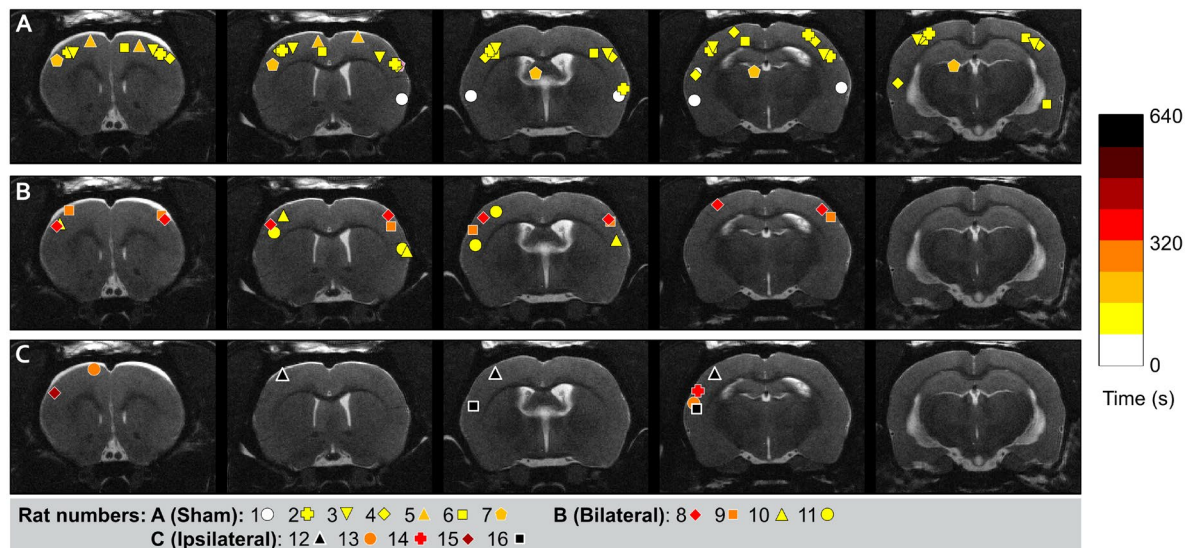 A
B
C
640
320
0
Time (s)
Rat numbers: A (Sham): 1 2 3 4 5 6 7 B (Bilateral): 8 9 10 11
C (Ipsilateral): 12 13 14 15 16